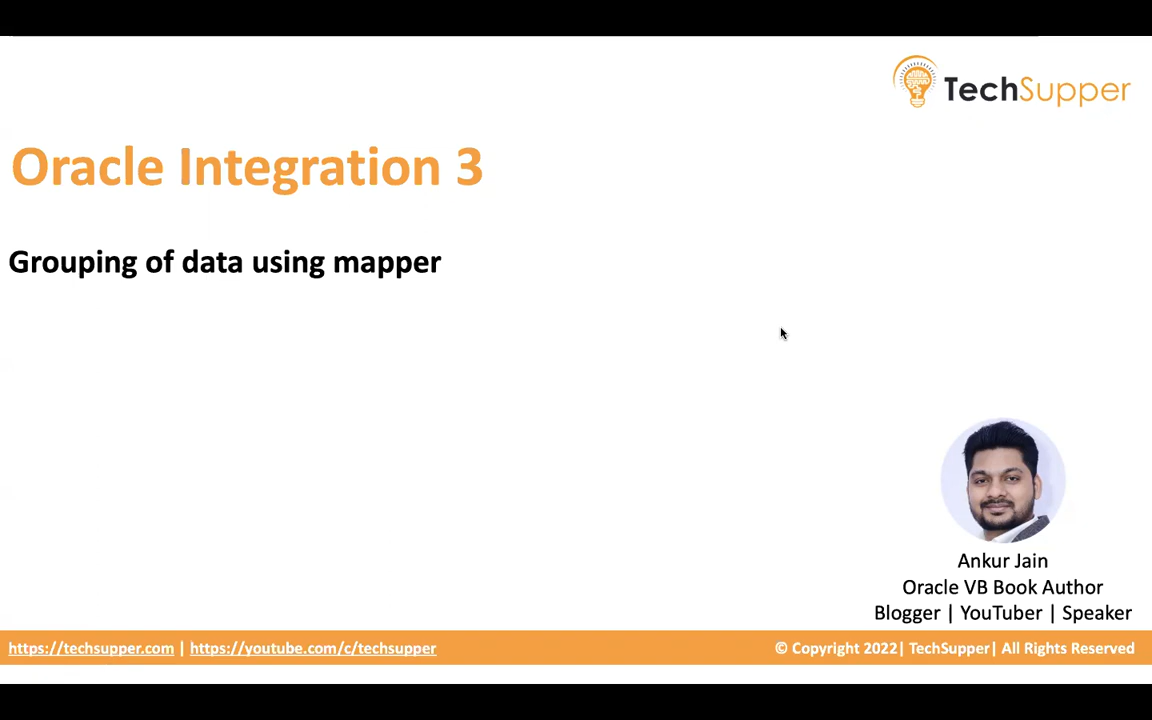 TechSupper
Oracle Integration 3
Grouping of data using mapper
Ankur Jain
Oracle VB Book Author
Blogger | YouTuber | Speaker
https://techsupper.com | https://youtube.com/c/techsupper
© Copyright 2022| TechSupper| All Rights Reserved